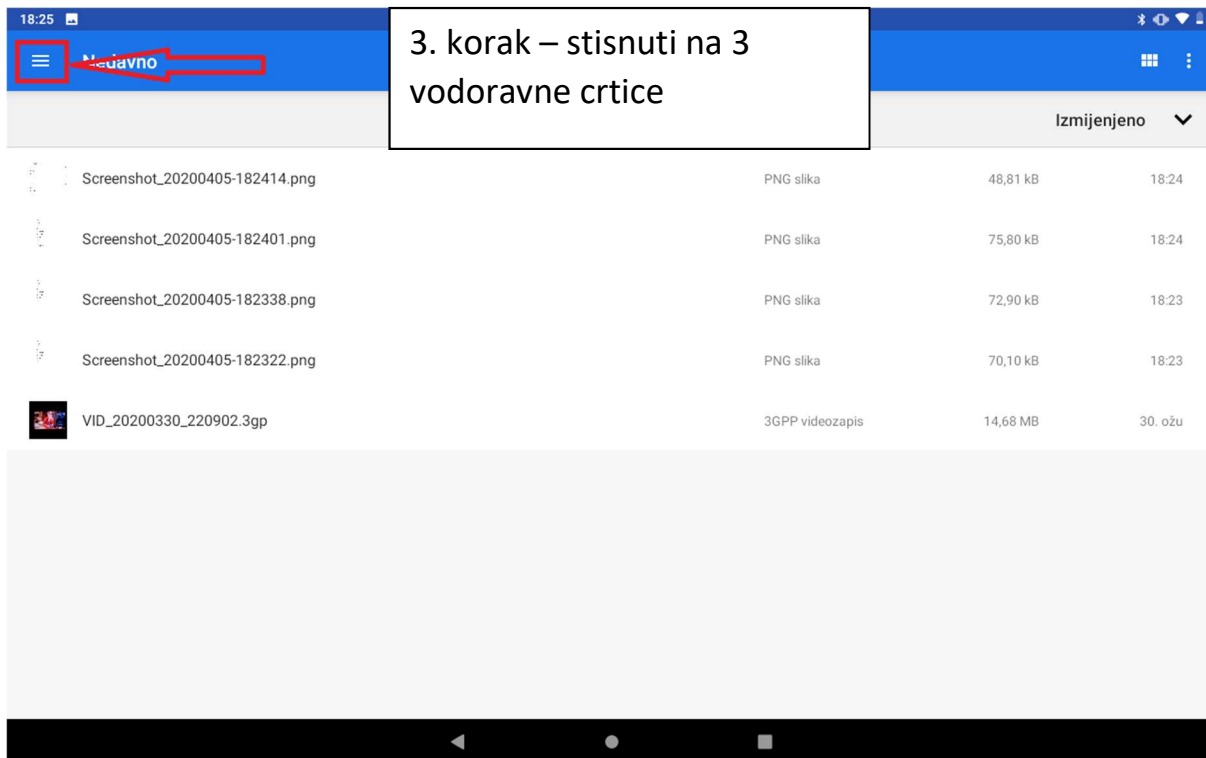 18:25
3. korak – stisnuti na 3
vodoravne crtice
Nedavno
Izmijenjeno
Screenshot_20200405-182414.png PNG slika 48,81 kB 18:24
Screenshot_20200405-182401.png PNG slika 75,80 kB 18:24
Screenshot_20200405-182338.png PNG slika 72,90 kB 18:23
Screenshot_20200405-182322.png PNG slika 70,10 kB 18:23
VID_20200330_220902.3gp 3GPP videozapis 14,68 MB 30. ožu